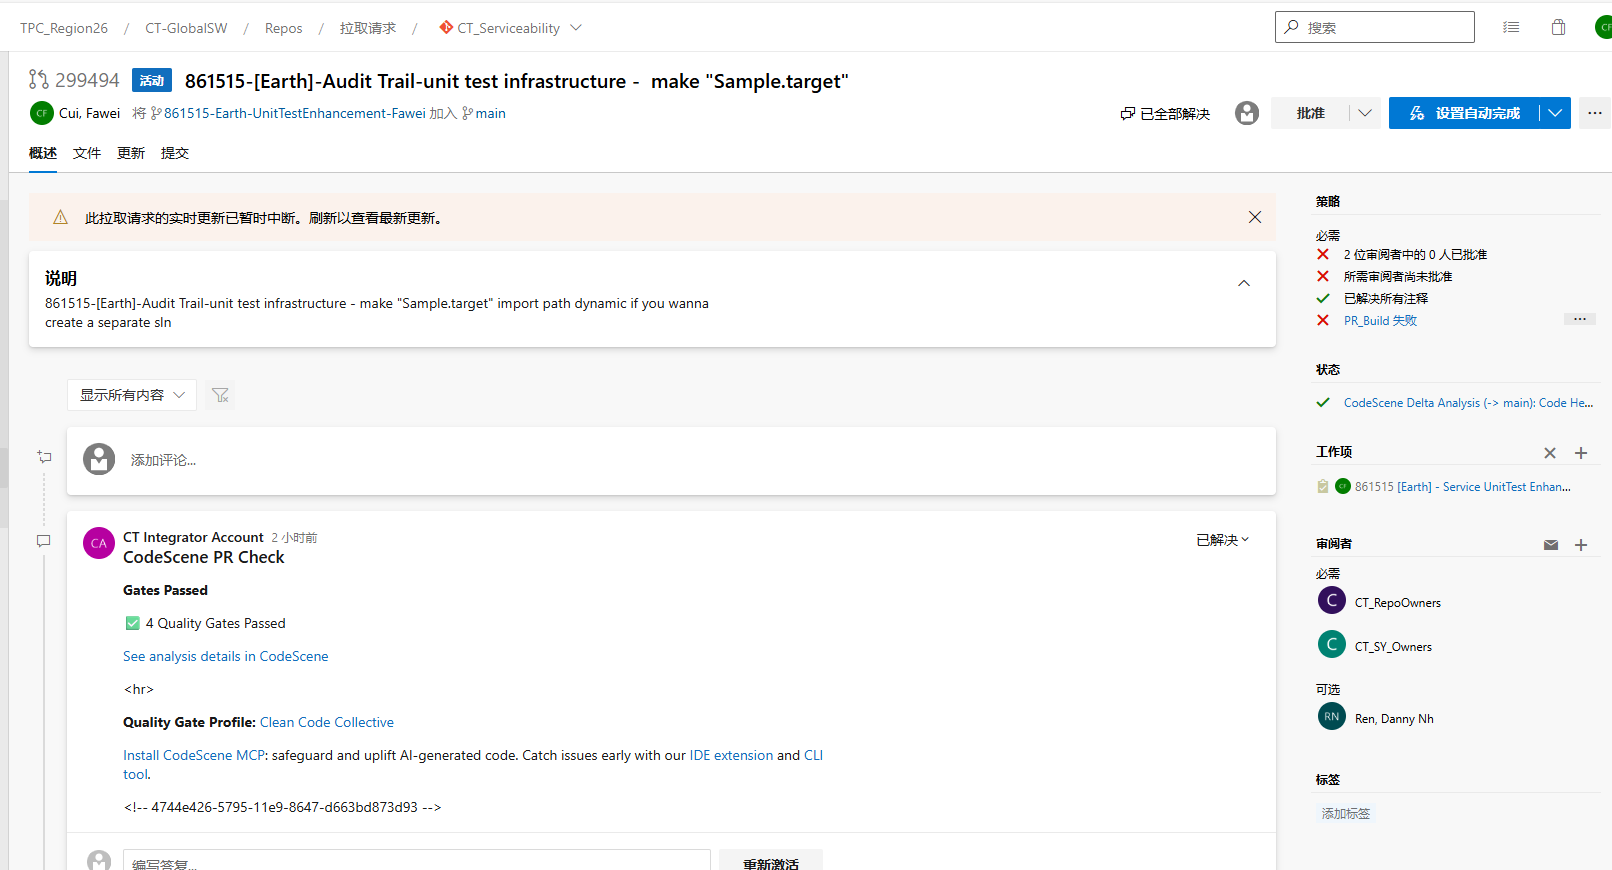 TPC_Region26 / CT-GlobalSW / Repos / 拉取请求 / CT_Serviceability
搜索
CF
299494 活动 861515-[Earth]-Audit Trail-unit test infrastructure - make "Sample.target"
CF Cui, Fawei 将 861515-Earth-UnitTestEnhancement-Fawei 加入 main
已全部解决
批准
设置自动完成
概述 文件 更新 提交
此拉取请求的实时更新已暂时中断。刷新以查看最新更新。
说明
861515-[Earth]-Audit Trail-unit test infrastructure - make "Sample.target" import path dynamic if you wanna
create a separate sln
显示所有内容
添加评论...
CA CT Integrator Account 2 小时前
已解决
CodeScene PR Check
Gates Passed
✅ 4 Quality Gates Passed
See analysis details in CodeScene
<hr>
Quality Gate Profile: Clean Code Collective
Install CodeScene MCP: safeguard and uplift AI-generated code. Catch issues early with our IDE extension and CLI
tool.
<!-- 4744e426-5795-11e9-8647-d663bd873d93 -->
编写答复...
重新激活
策略
必需
2 位审阅者中的 0 人已批准
所需审阅者尚未批准
已解决所有注释
PR_Build 失败
状态
CodeScene Delta Analysis (-> main): Code He...
工作项
CF 861515 [Earth] - Service UnitTest Enhan...
审阅者
必需
C CT_RepoOwners
C CT_SY_Owners
可选
RN Ren, Danny Nh
标签
添加标签